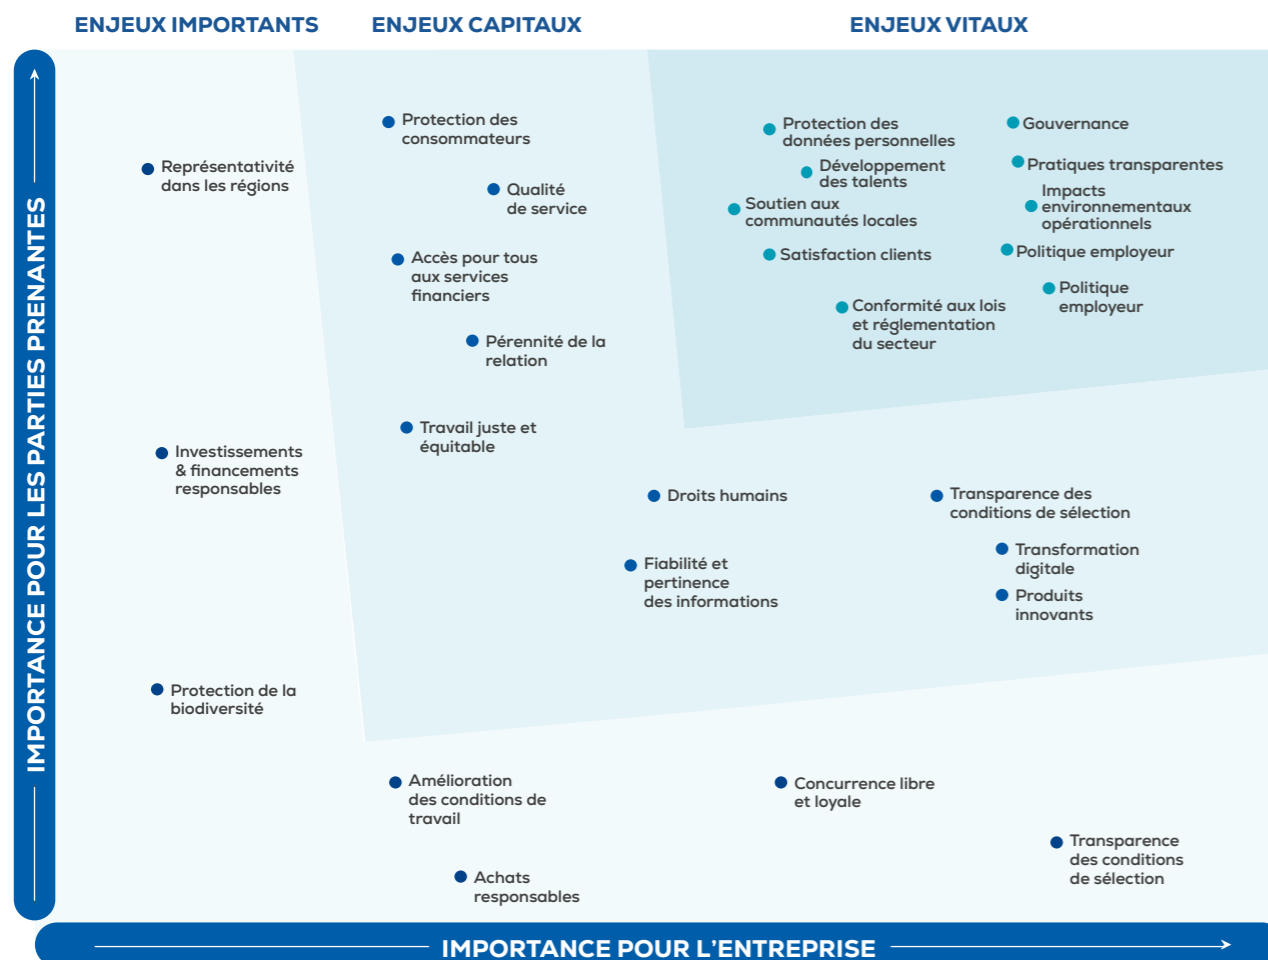 ENJEUX IMPORTANTS
ENJEUX CAPITAUX
ENJEUX VITAUX
IMPORTANCE POUR LES PARTIES PRENANTES
Représentativité
dans les régions
Investissements
& financements
responsables
Protection de la
biodiversité
Protection des
consommateurs
Qualité
de service
Accès pour tous
aux services
financiers
Pérennité de la
relation
Travail juste et
équitable
Droits humains
Fiabilité et
pertinence
des informations
Transparence des
conditions de sélection
Transformation
digitale
Produits
innovants
Protection des
données personnelles
Développement
des talents
Soutien aux
communautés locales
Satisfaction clients
Conformité aux lois
et réglementation
du secteur
Gouvernance
Pratiques transparentes
Impacts
environnementaux
opérationnels
Politique employeur
Politique
employeur
Amélioration
des conditions de
travail
Achats
responsables
Concurrence libre
et loyale
Transparence
des conditions
de sélection
IMPORTANCE POUR L'ENTREPRISE